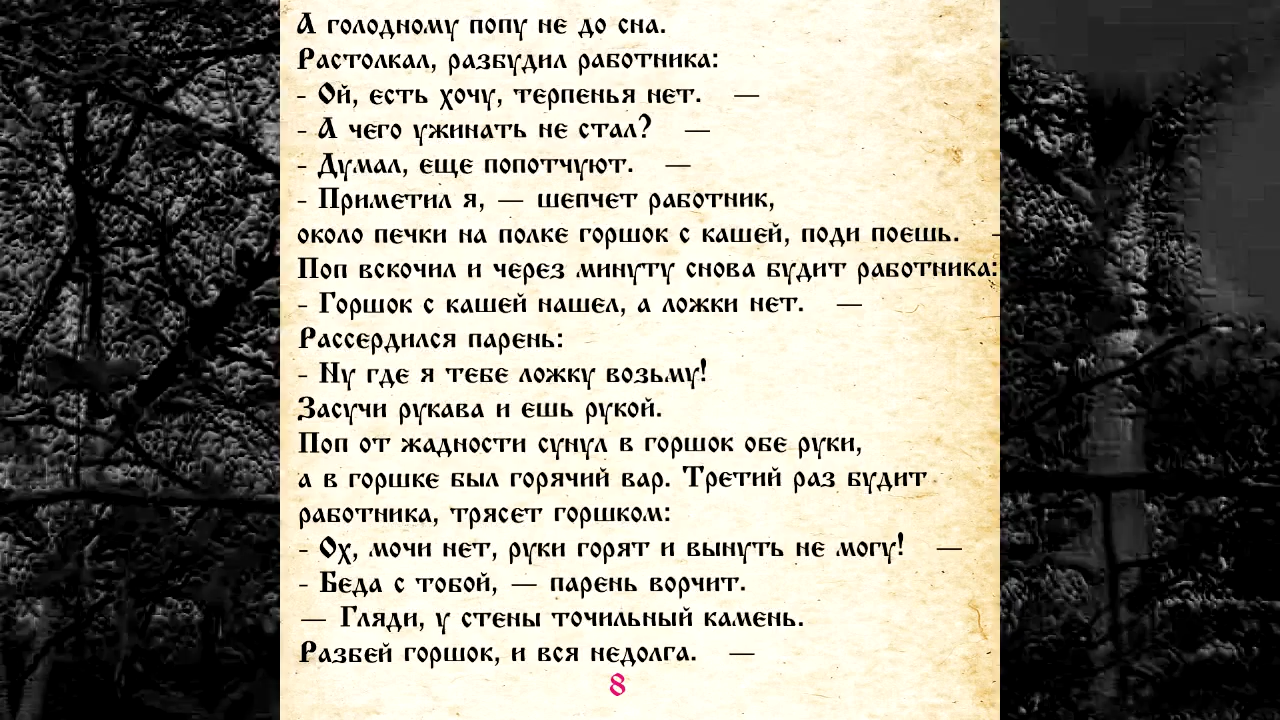 А голодному попу не до сна.
Растолкал, разбудил работника:
- Ой, есть хочу, терпенья нет. —
- А чего ужинать не стал? —
- Думал, еще попотчуют. —
- Приметил я, — шепчет работник,
около печки на полке горшок с кашей, поди поешь. -
Поп вскочил и через минуту снова будит работника:
- Горшок с кашей нашел, а ложки нет. —
Рассердился парень:
- Ну где я тебе ложку возьму!
Засучи рукава и ешь рукой.
Поп от жадности сунул в горшок обе руки,
а в горшке был горячий вар. Третий раз будит
работника, трясет горшком:
- Ох, мочи нет, руки горят и вынуть не могу! —
- Беда с тобой, — парень ворчит.
— Гляди, у стены точильный камень.
Разбей горшок, и вся недолга. —
8